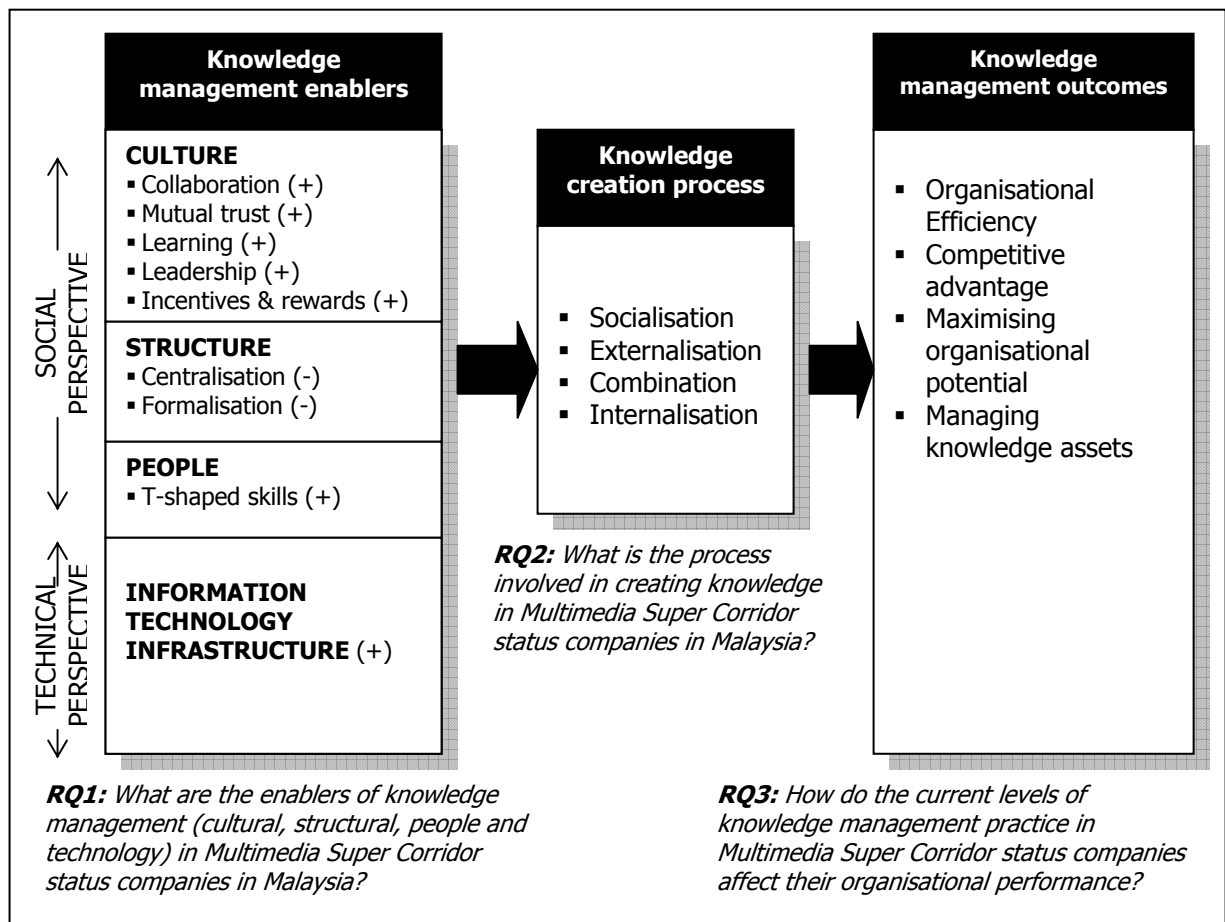 Knowledge
management enablers
SOCIAL
PERSPECTIVE
CULTURE
▪ Collaboration (+)
▪ Mutual trust (+)
▪ Learning (+)
▪ Leadership (+)
▪ Incentives & rewards (+)
STRUCTURE
▪ Centralisation (-)
▪ Formalisation (-)
PEOPLE
▪ T-shaped skills (+)
TECHNICAL
PERSPECTIVE
INFORMATION
TECHNOLOGY
INFRASTRUCTURE (+)
RQ1: What are the enablers of knowledge
management (cultural, structural, people and
technology) in Multimedia Super Corridor
status companies in Malaysia?
Knowledge
creation process
▪ Socialisation
▪ Externalisation
▪ Combination
▪ Internalisation
RQ2: What is the process
involved in creating knowledge
in Multimedia Super Corridor
status companies in Malaysia?
Knowledge
management outcomes
▪ Organisational
Efficiency
▪ Competitive
advantage
▪ Maximising
organisational
potential
▪ Managing
knowledge assets
RQ3: How do the current levels of
knowledge management practice in
Multimedia Super Corridor status companies
affect their organisational performance?